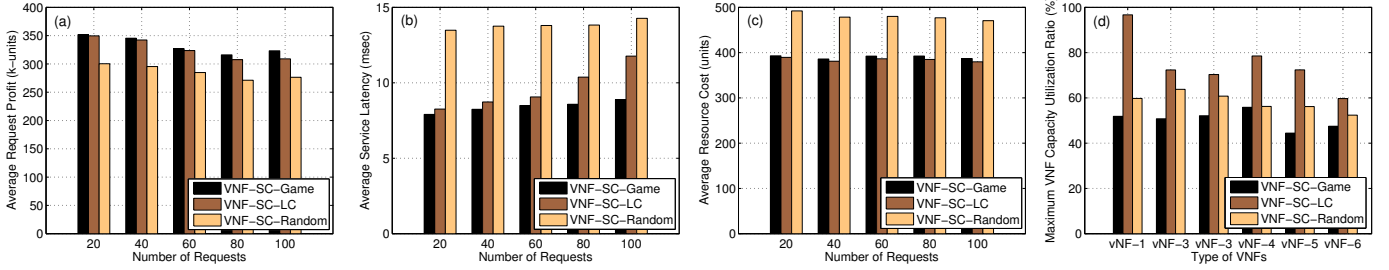 (a)
Average Request Profit (k−units)
400
350
300
250
200
150
100
50
0
VNF−SC−Game
VNF−SC−LC
VNF−SC−Random
20 40 60 80 100
Number of Requests
(b)
Average Service Latency (msec)
15
10
5
0
VNF−SC−Game
VNF−SC−LC
VNF−SC−Random
20 40 60 80 100
Number of Requests
(c)
Average Resource Cost (units)
500
400
300
200
100
0
VNF−SC−Game
VNF−SC−LC
VNF−SC−Random
20 40 60 80 100
Number of Requests
(d)
Maximum VNF Capacity Utilization Ratio (%)
100
80
60
40
20
0
VNF−SC−Game
VNF−SC−LC
VNF−SC−Random
vNF−1 vNF−3 vNF−3 vNF−4 vNF−5 vNF−6
Type of VNFs